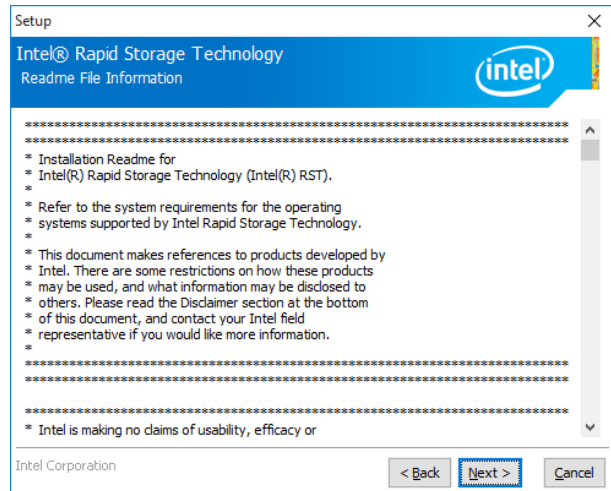 Setup
Intel® Rapid Storage Technology
Readme File Information
intel
*******************************************************************
*******************************************************************
* Installation Readme for
* Intel(R) Rapid Storage Technology (Intel(R) RST).
*
* Refer to the system requirements for the operating
* systems supported by Intel Rapid Storage Technology.
*
* This document makes references to products developed by
* Intel. There are some restrictions on how these products
* may be used, and what information may be disclosed to
* others. Please read the Disclaimer section at the bottom
* of this document, and contact your Intel field
* representative if you would like more information.
*
*******************************************************************
*******************************************************************
*******************************************************************
* Intel is making no claims of usability, efficacy or
Intel Corporation
< Back
Next >
Cancel